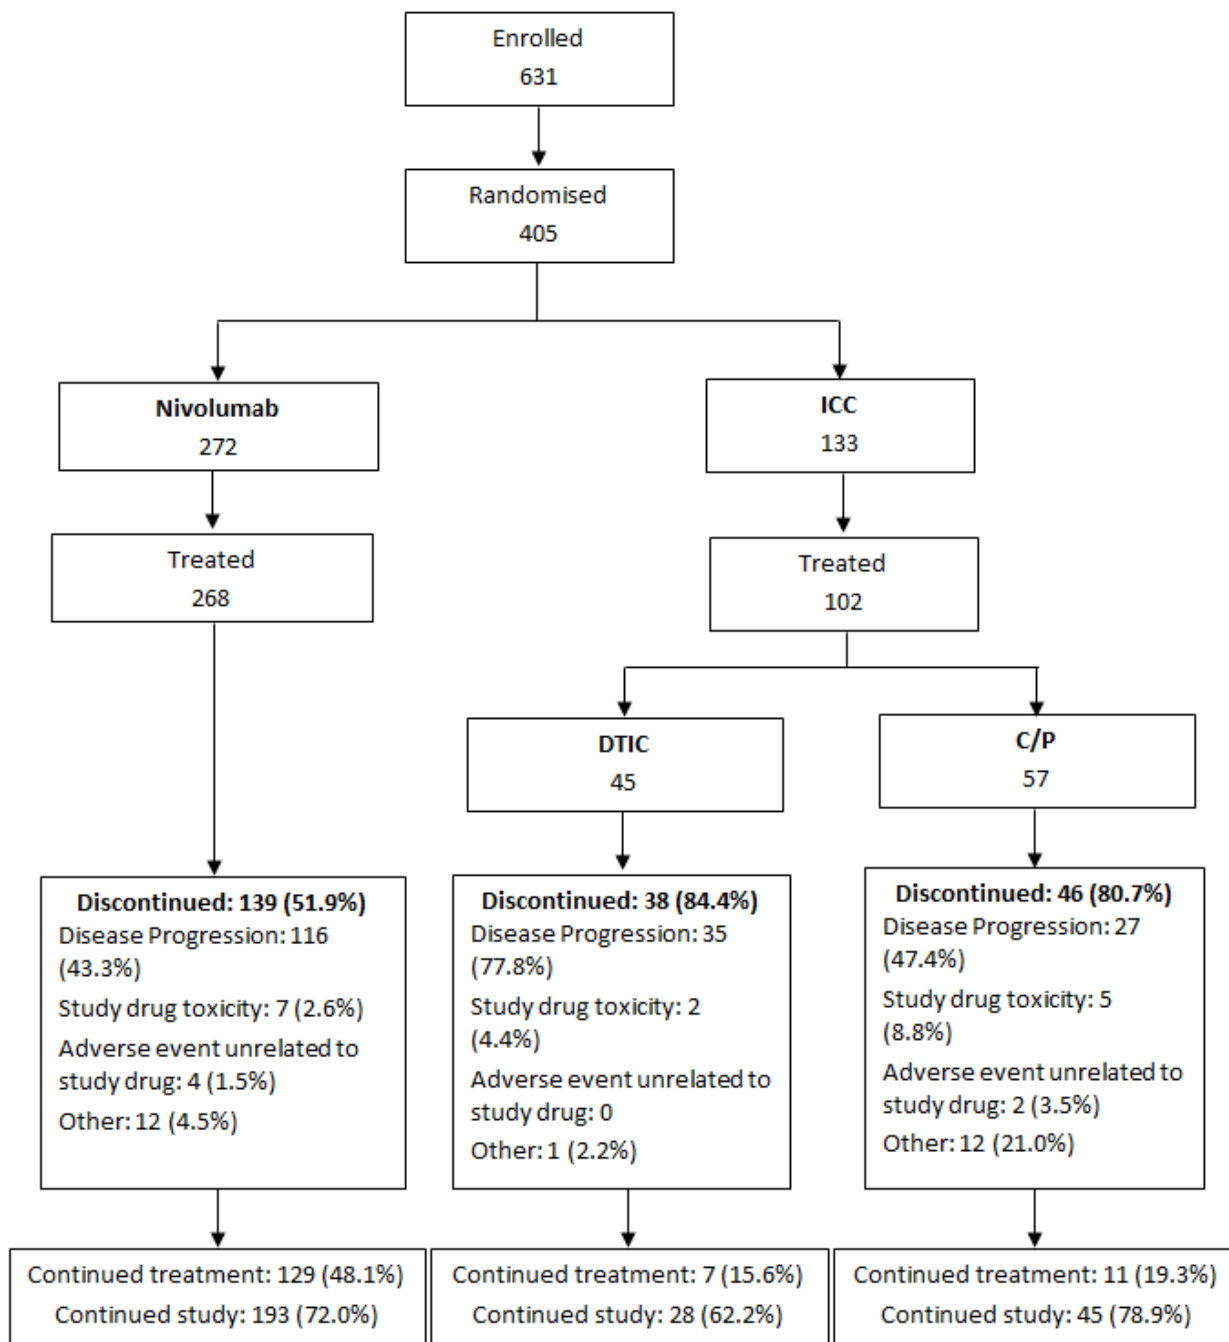 Enrolled
631
Randomised
405
Nivolumab
272
ICC
133
Treated
268
Treated
102
DTIC
45
C/P
57
Discontinued: 139 (51.9%)
Disease Progression: 116
(43.3%)
Study drug toxicity: 7 (2.6%)
Adverse event unrelated to
study drug: 4 (1.5%)
Other: 12 (4.5%)
Discontinued: 38 (84.4%)
Disease Progression: 35
(77.8%)
Study drug toxicity: 2
(4.4%)
Adverse event unrelated to
study drug: 0
Other: 1 (2.2%)
Discontinued: 46 (80.7%)
Disease Progression: 27
(47.4%)
Study drug toxicity: 5
(8.8%)
Adverse event unrelated to
study drug: 2 (3.5%)
Other: 12 (21.0%)
Continued treatment: 129 (48.1%)
Continued study: 193 (72.0%)
Continued treatment: 7 (15.6%)
Continued study: 28 (62.2%)
Continued treatment: 11 (19.3%)
Continued study: 45 (78.9%)